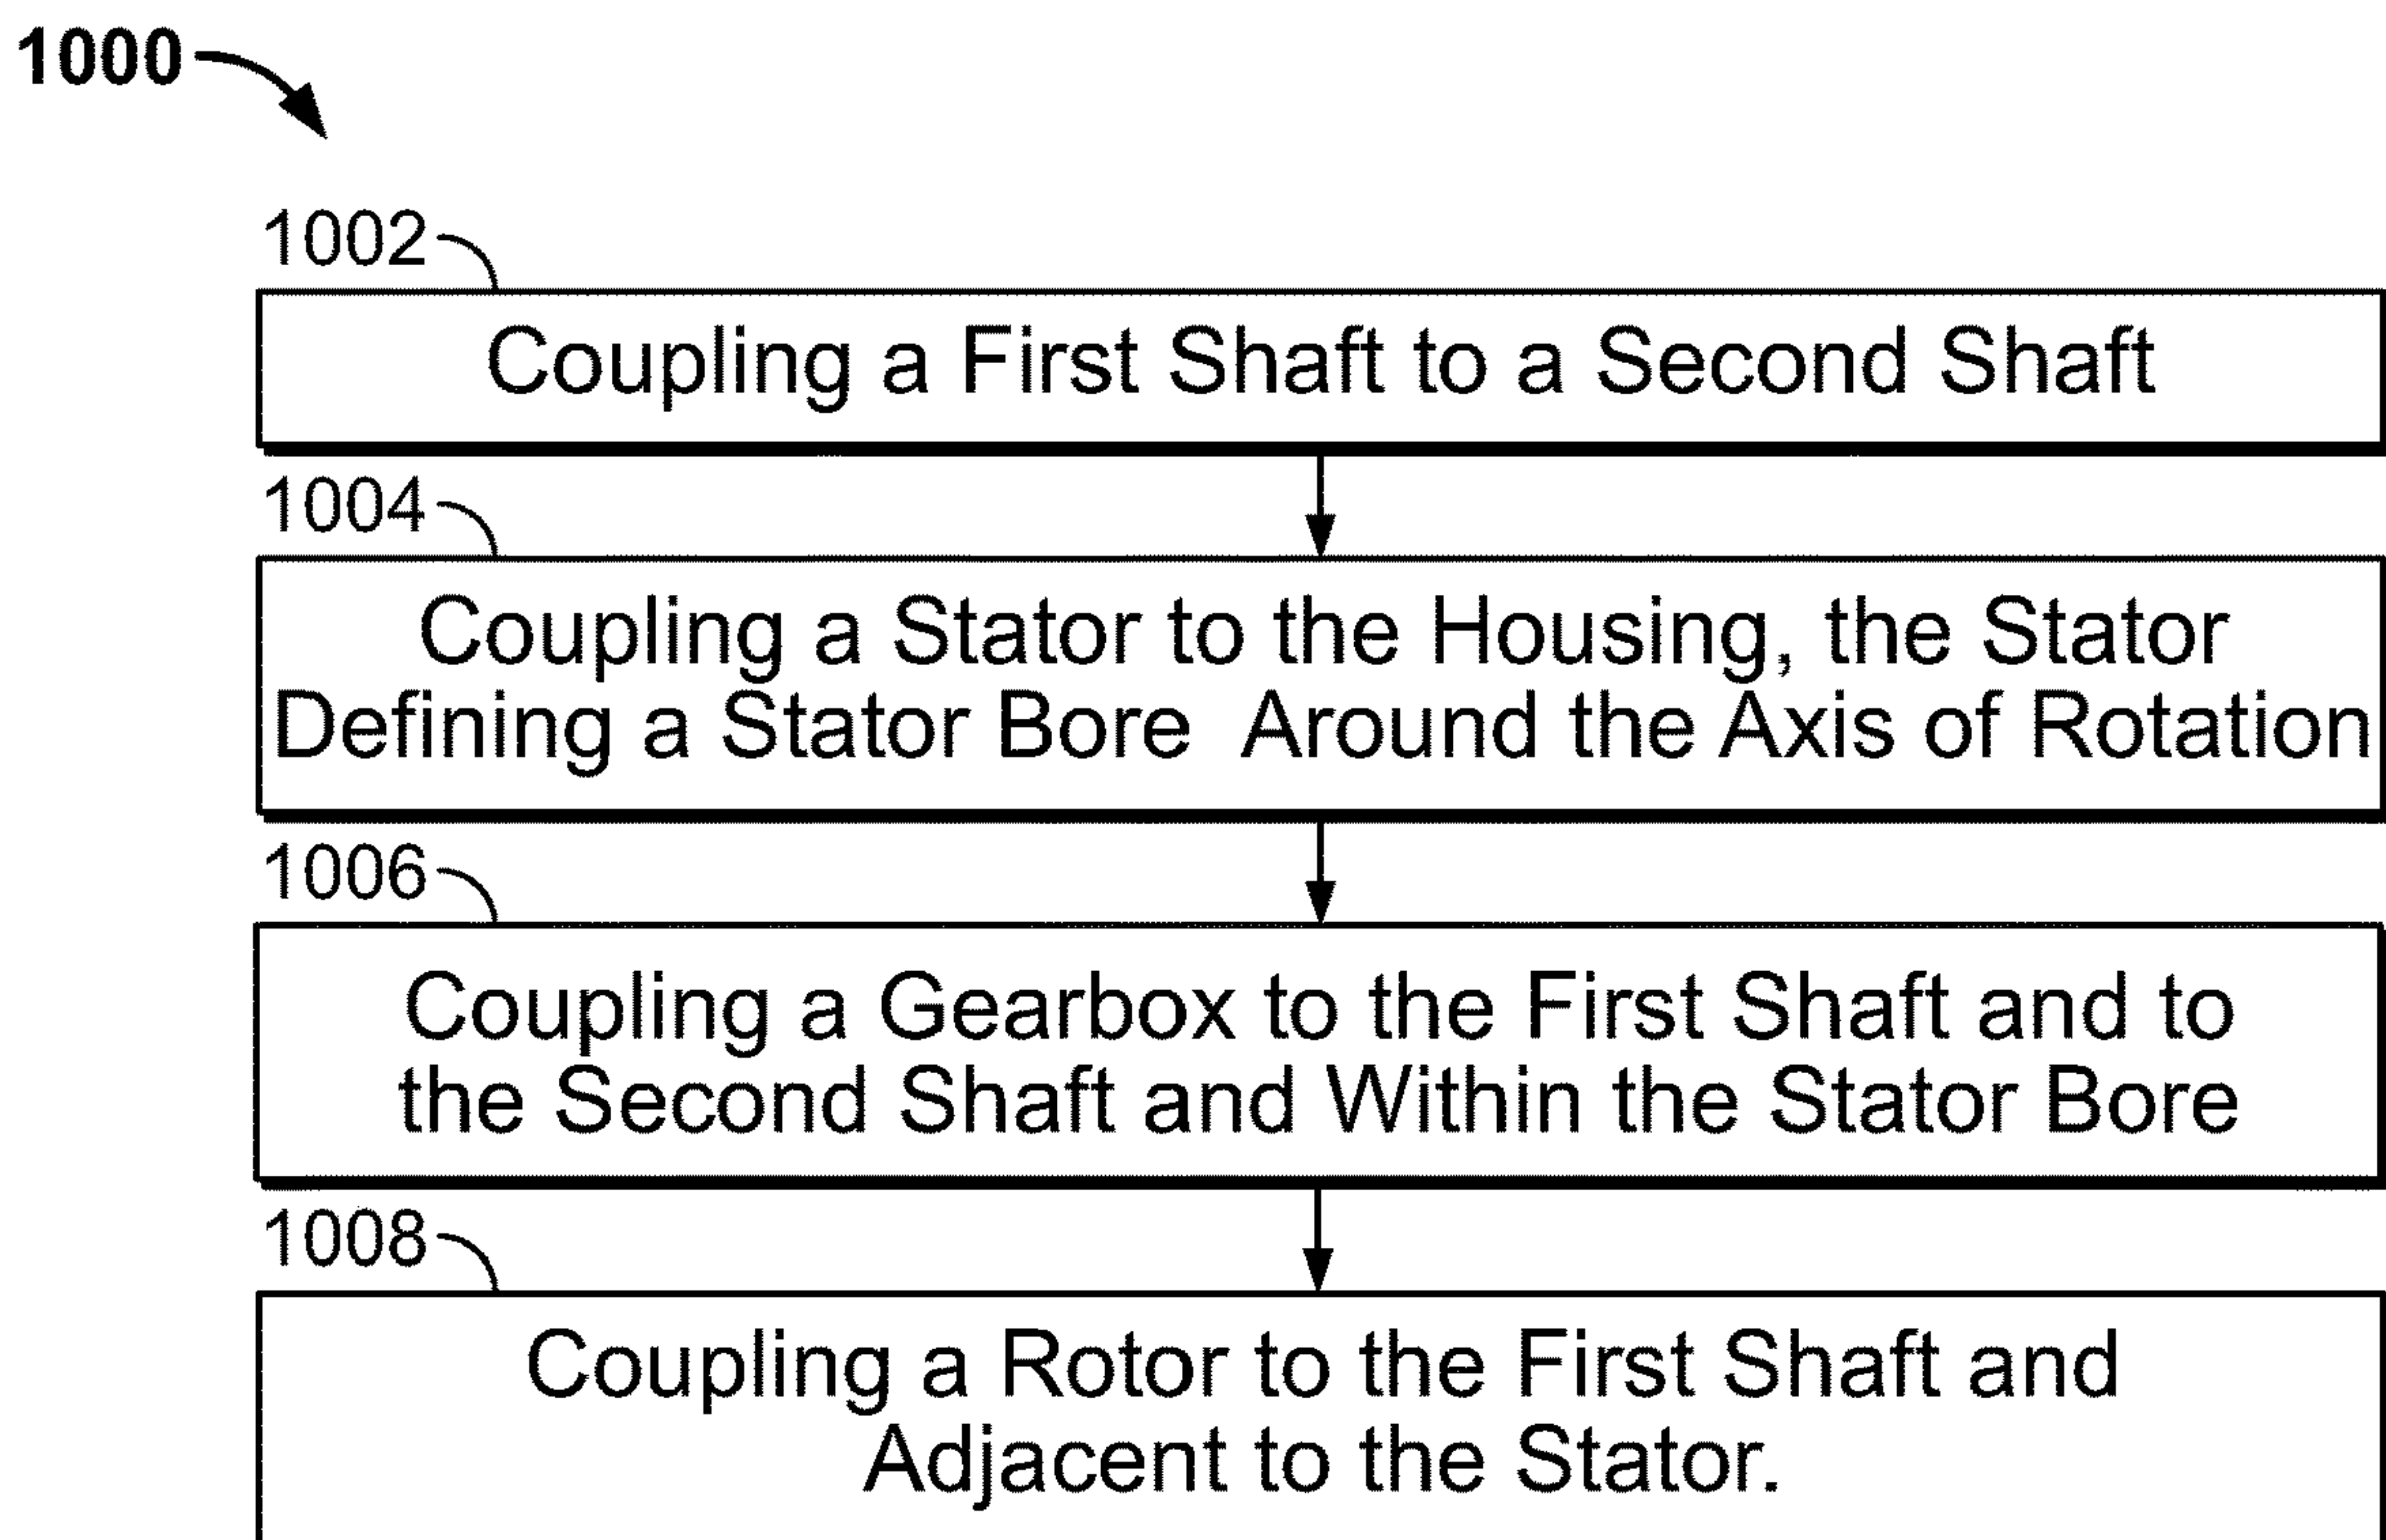 1000
1002
Coupling a First Shaft to a Second Shaft
1004
Coupling a Stator to the Housing, the Stator
Defining a Stator Bore Around the Axis of Rotation
1006
Coupling a Gearbox to the First Shaft and to
the Second Shaft and Within the Stator Bore
1008
Coupling a Rotor to the First Shaft and
Adjacent to the Stator.